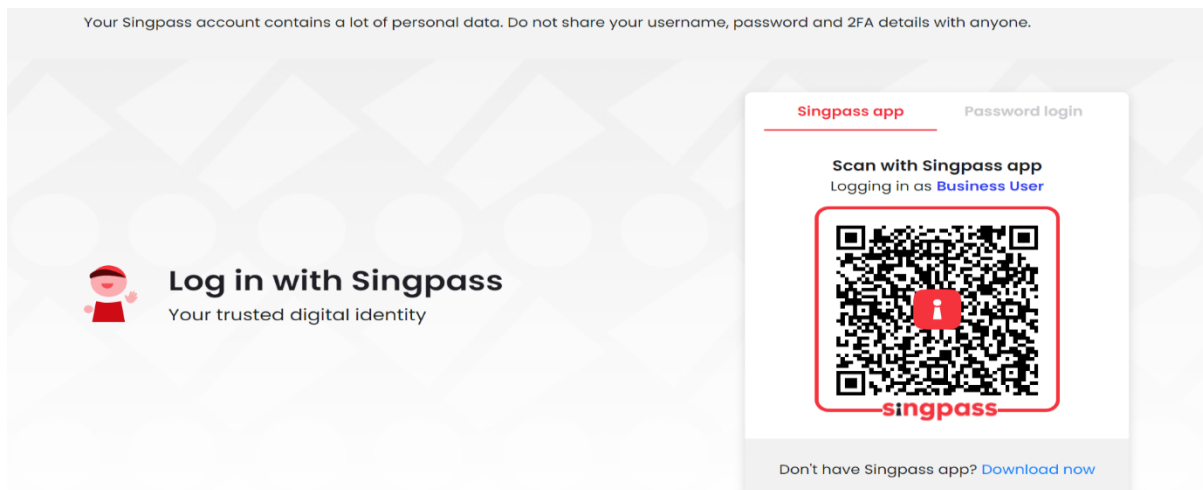 Your Singpass account contains a lot of personal data. Do not share your username, password and 2FA details with anyone.
Singpass app
Password login
Scan with Singpass app
Logging in as Business User
singpass
Log in with Singpass
Your trusted digital identity
Don't have Singpass app? Download now